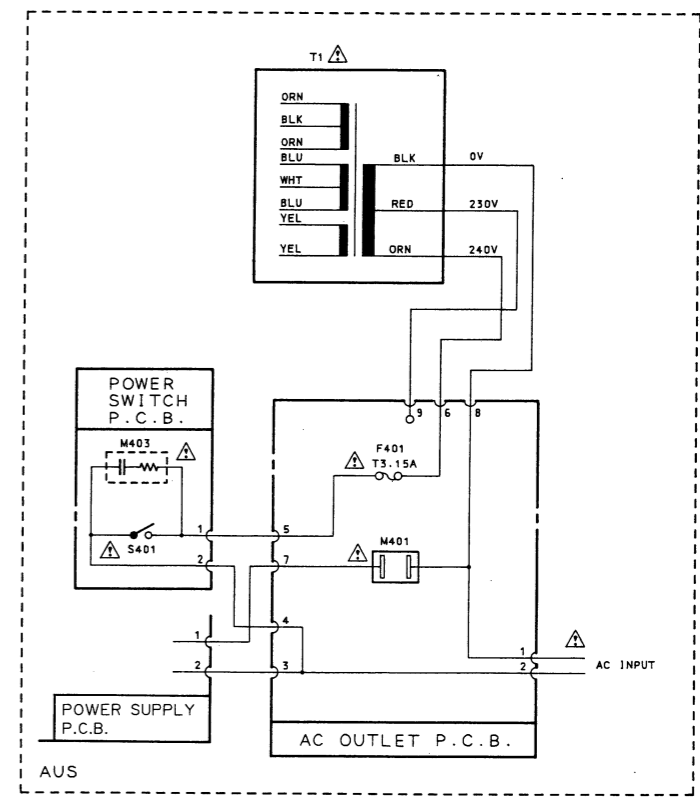 T1
ORN
BLK
ORN
BLU
WHT
BLU
YEL
YEL
BLK 0V
RED 230V
ORN 240V
POWER
SWITCH
P.C.B.
M403
S401
1
2
9 6 8
F401
T3.15A
5
M401
7
4
3
1
2
AC INPUT
1
2
POWER SUPPLY
P.C.B.
AC OUTLET P.C.B.
AUS